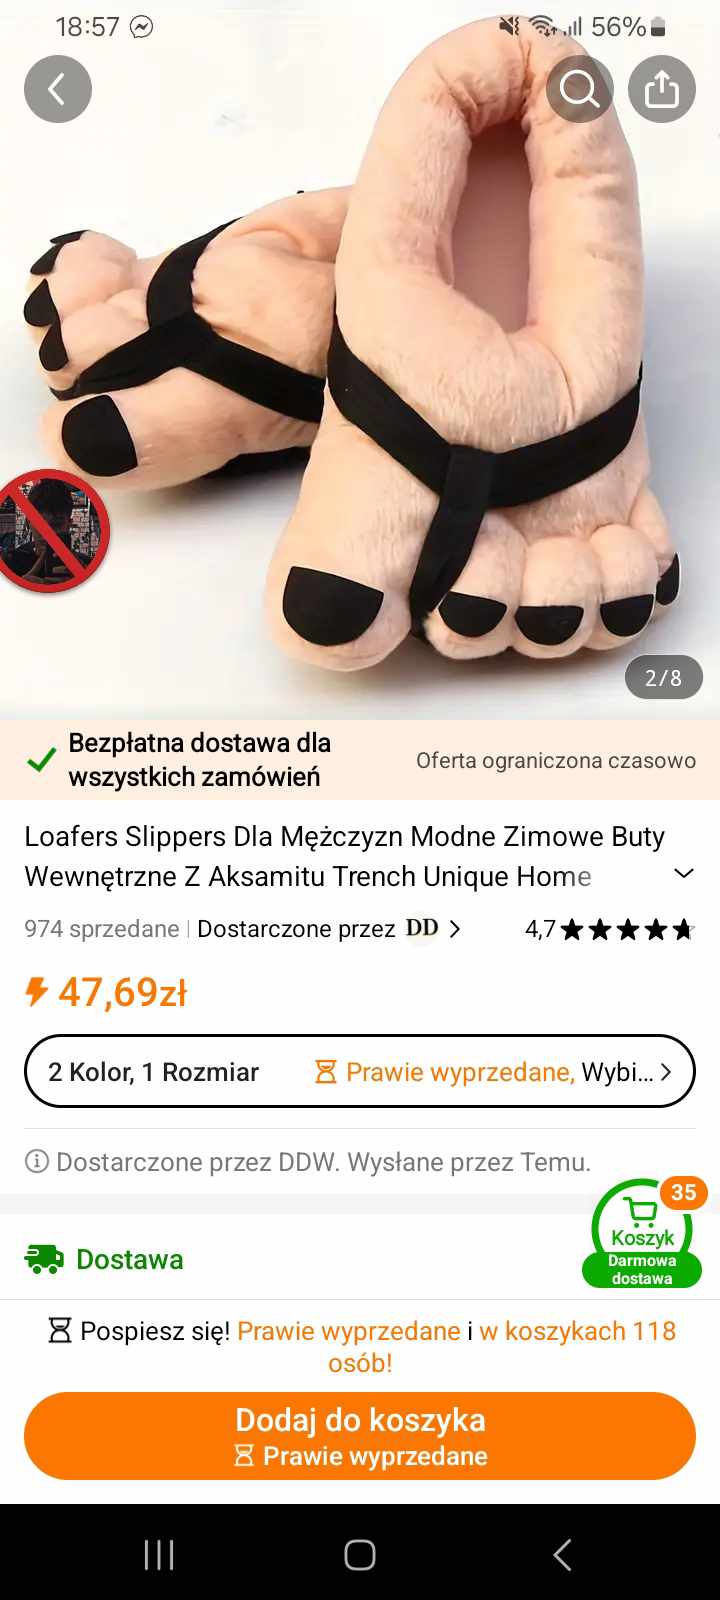 18:57
56%
2/8
Bezpłatna dostawa dla
wszystkich zamówień
Oferta ograniczona czasowo
Loafers Slippers Dla Mężczyzn Modne Zimowe Buty
Wewnętrzne Z Aksamitu Trench Unique Home
974 sprzedane | Dostarczone przez DD
4,7
47,69zł
2 Kolor, 1 Rozmiar
Prawie wyprzedane, Wybi...
Dostarczone przez DDW. Wysłane przez Temu.
35
Koszyk
Darmowa
dostawa
Dostawa
Pospiesz się! Prawie wyprzedane i w koszykach 118
osób!
Dodaj do koszyka
Prawie wyprzedane